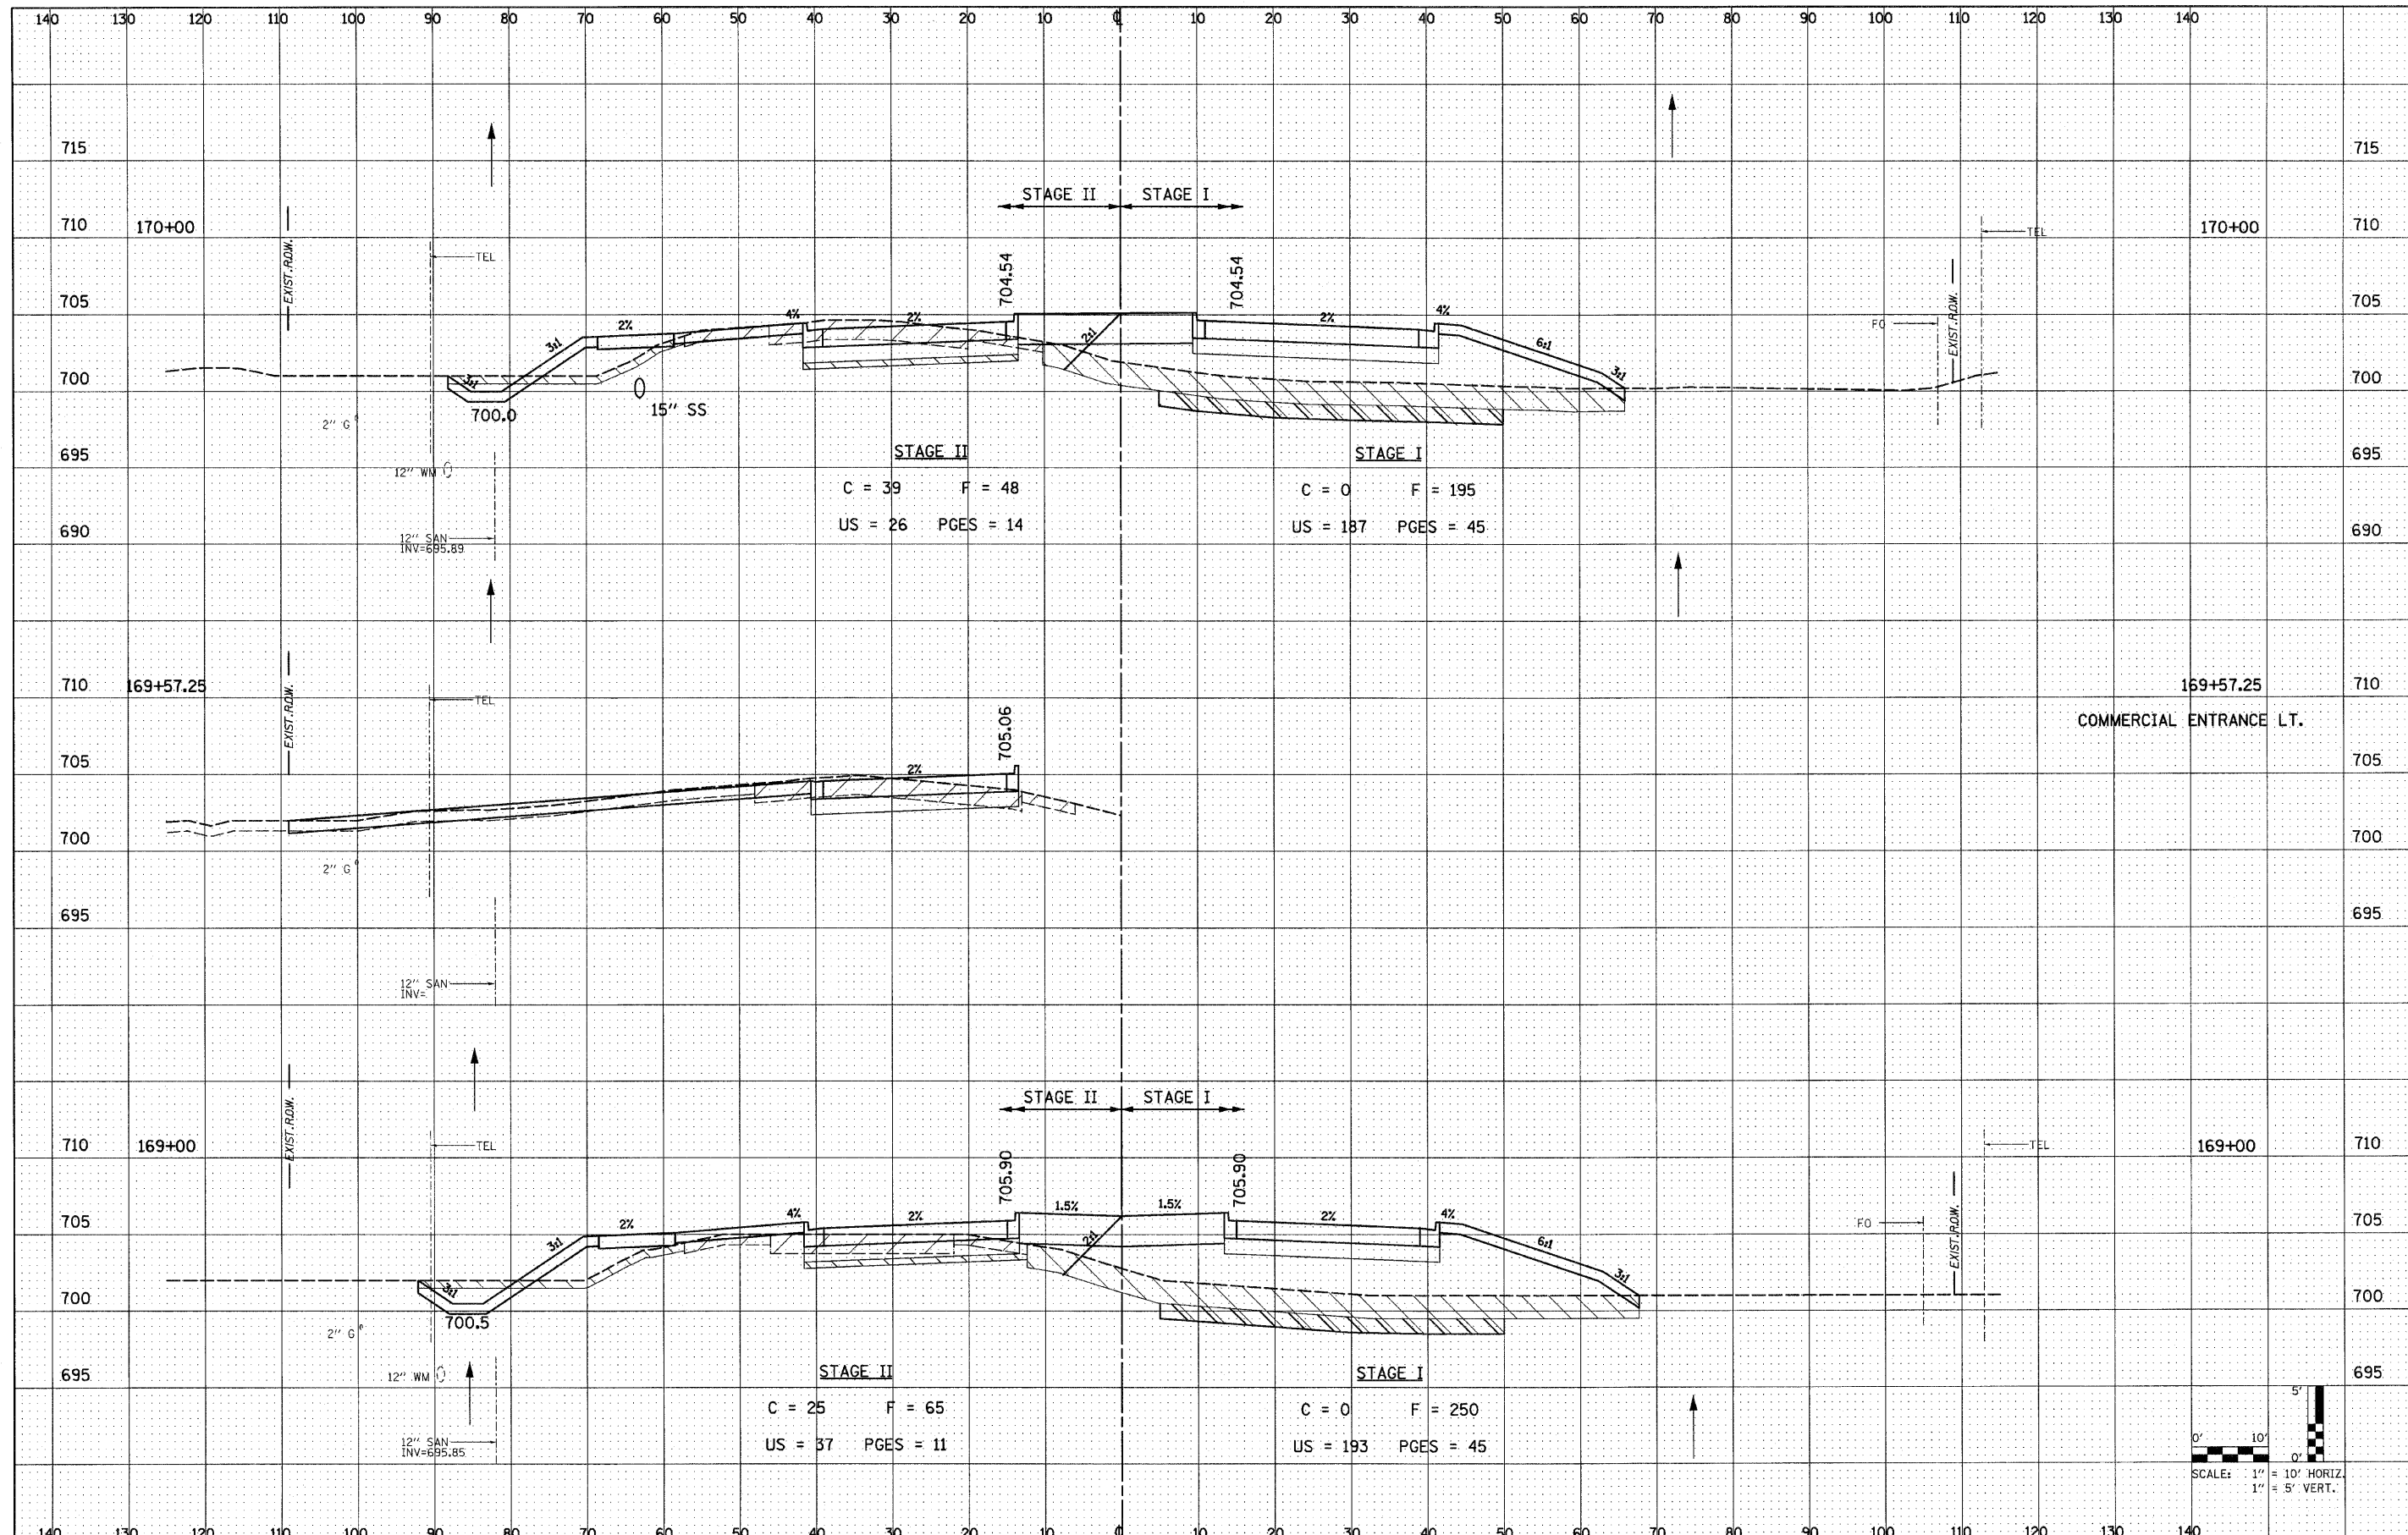 140 130 120 110 100 90 80 70 60 50 40 30 20 10 ℄ 10 20 30 40 50 60 70 80 90 100 110 120 130 140
715 715
STAGE II STAGE I
710 170+00 170+00 710
EXIST. R.O.W. TEL TEL
704.54 704.54
705 705
FO EXIST. R.O.W.
3:1 2% 4% 2% 2:1 2% 4% 6:1 3:1
700 3:1 700
700.0 15" SS
2" G
STAGE II STAGE I
695 12" WM 695
C = 39 F = 48 C = 0 F = 195
US = 26 PGES = 14 US = 187 PGES = 45
690 690
12" SAN
INV=695.89
710 169+57.25 169+57.25 710
EXIST. R.O.W. TEL
COMMERCIAL ENTRANCE LT.
705.06
705 2% 705
700 700
2" G
695 695
12" SAN
INV=
STAGE II STAGE I
710 169+00 169+00 710
EXIST. R.O.W. TEL TEL
705.90 705.90
705 705
FO EXIST. R.O.W.
3:1 2% 4% 2% 1.5% 1.5% 2% 4% 6:1 3:1
2:1
3:1
700 700
700.5
2" G
STAGE II STAGE I
695 12" WM 695
C = 25 F = 65 C = 0 F = 250
US = 37 PGES = 11 US = 193 PGES = 45
12" SAN
INV=695.85
5'
0' 10' 0'
SCALE: 1" = 10' HORIZ.
1" = 5' VERT.
140 130 120 110 100 90 80 70 60 50 40 30 20 10 ℄ 10 20 30 40 50 60 70 80 90 100 110 120 130 140